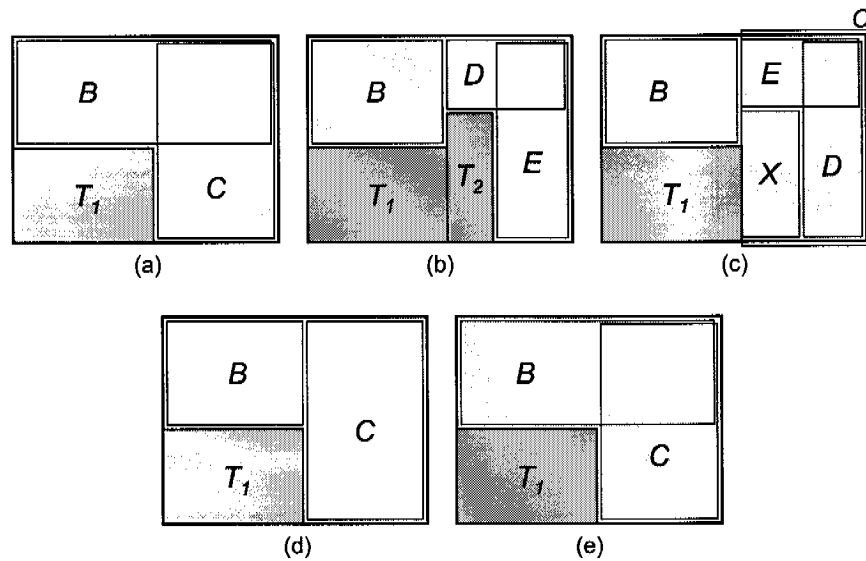 C
B B D B E
T₁ C T₁ T₂ E T₁ X D
(a) (b) (c)
B C B
T₁ T₁ C
(d) (e)